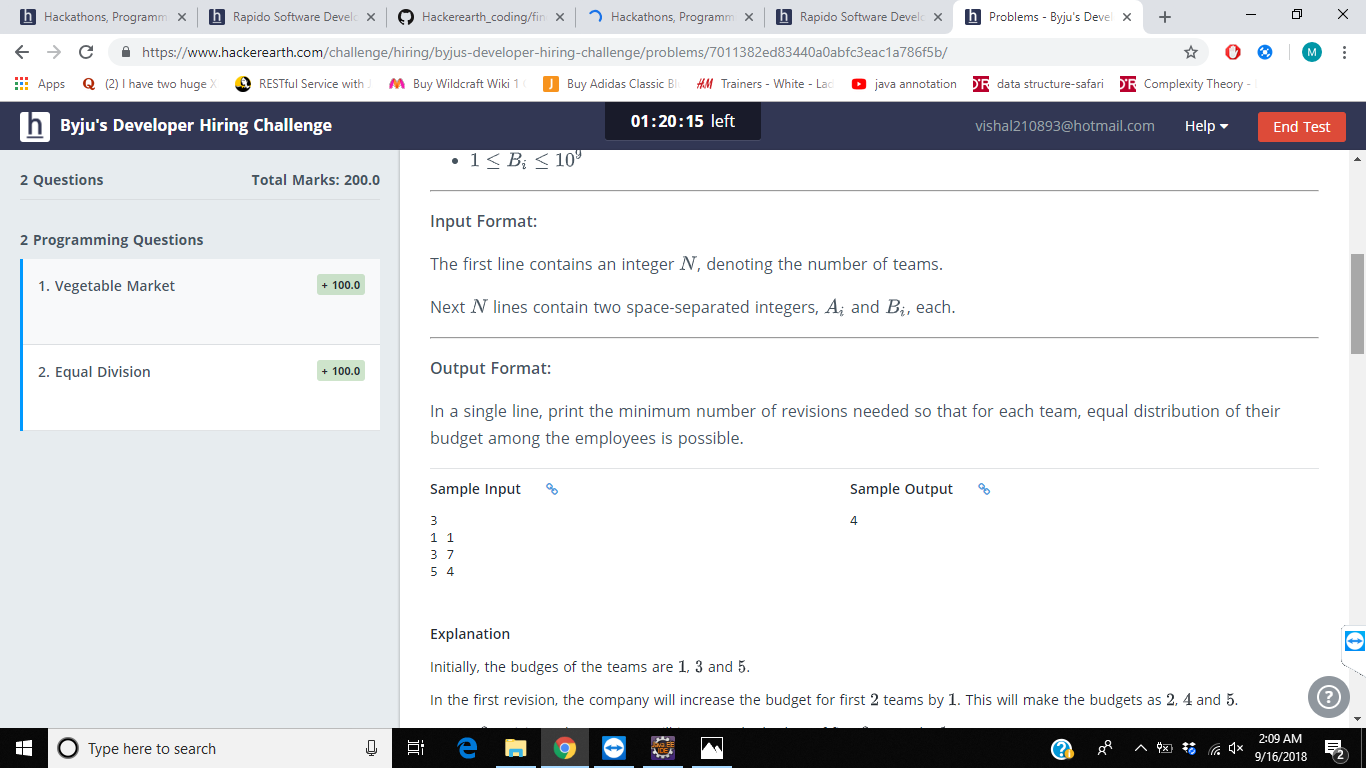 Hackathons, Programm
Rapido Software Devel
Hackerearth_coding/fin
Hackathons, Programm
Rapido Software Develo
Problems - Byju's Devel
https://www.hackerearth.com/challenge/hiring/byjus-developer-hiring-challenge/problems/7011382ed83440a0abfc3eac1a786f5b/
M
Apps
(2) I have two huge X
RESTful Service with J
Buy Wildcraft Wiki 1
Buy Adidas Classic Bl
H&M Trainers - White - Lad
java annotation
data structure-safari
Complexity Theory -
h Byju's Developer Hiring Challenge
01:20:15 left
vishal210893@hotmail.com
Help
End Test
2 Questions
Total Marks: 200.0
2 Programming Questions
1. Vegetable Market
+ 100.0
2. Equal Division
+ 100.0
• 1 ≤ Bᵢ ≤ 10⁹
Input Format:
The first line contains an integer N, denoting the number of teams.
Next N lines contain two space-separated integers, Aᵢ and Bᵢ, each.
Output Format:
In a single line, print the minimum number of revisions needed so that for each team, equal distribution of their
budget among the employees is possible.
Sample Input
3
1 1
3 7
5 4
Sample Output
4
Explanation
Initially, the budges of the teams are 1, 3 and 5.
In the first revision, the company will increase the budget for first 2 teams by 1. This will make the budgets as 2, 4 and 5.
?
Type here to search
2:09 AM
9/16/2018
2